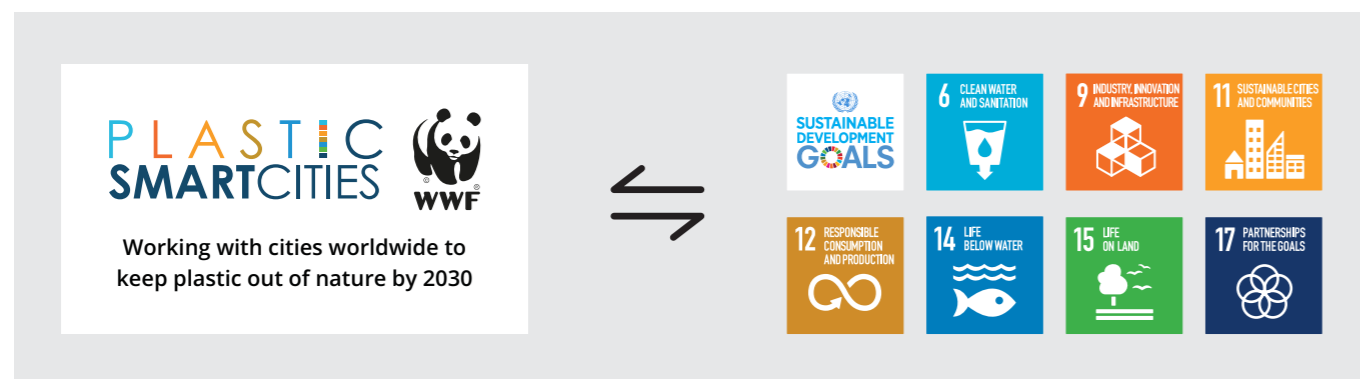 PLASTIC
SMARTCITIES
WWF
Working with cities worldwide to
keep plastic out of nature by 2030
SUSTAINABLE
DEVELOPMENT
GOALS
6 CLEAN WATER
AND SANITATION
9 INDUSTRY, INNOVATION
AND INFRASTRUCTURE
11 SUSTAINABLE CITIES
AND COMMUNITIES
12 RESPONSIBLE
CONSUMPTION
AND PRODUCTION
14 LIFE
BELOW WATER
15 LIFE
ON LAND
17 PARTNERSHIPS
FOR THE GOALS